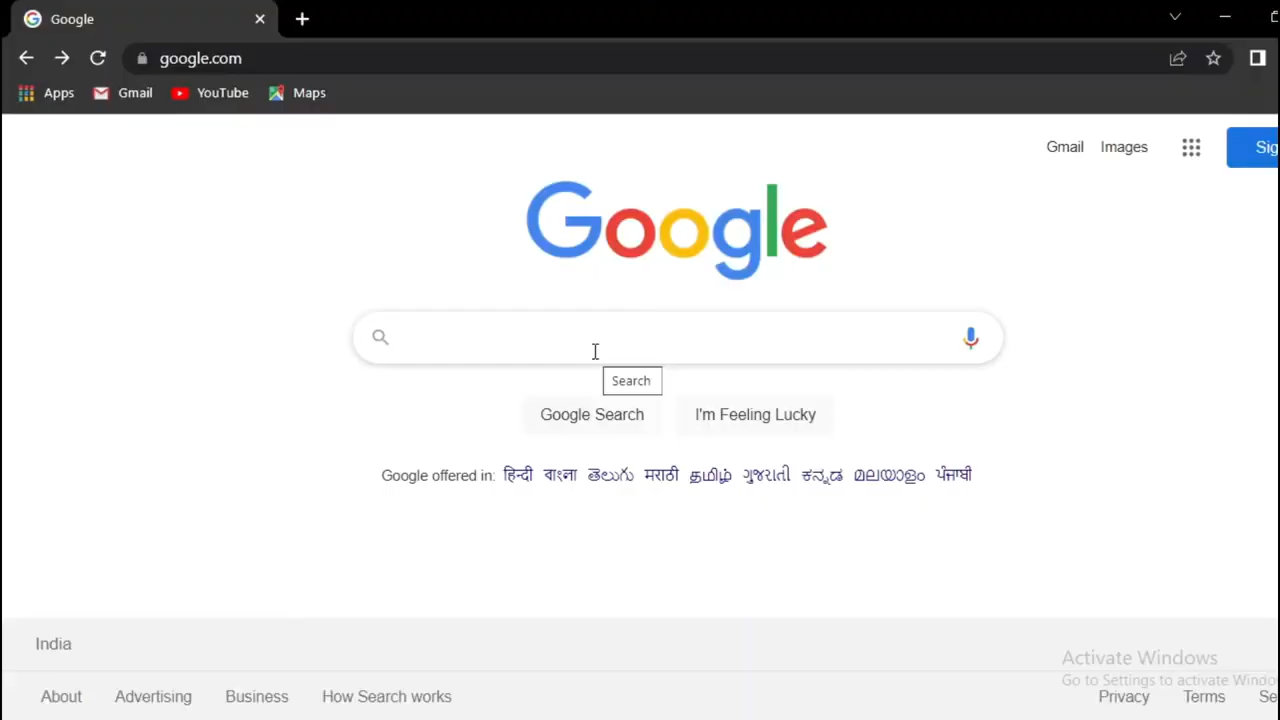 Google
google.com
Apps Gmail YouTube Maps
Gmail Images Sig
Google
Search
Google Search I'm Feeling Lucky
Google offered in: हिन्दी বাংলা తెలుగు मराठी தமிழ் ગુજરાતી ಕನ್ನಡ മലയാളം ਪੰਜਾਬੀ
India
Activate Windows
Go to Settings to activate Windo
About Advertising Business How Search works Privacy Terms Se